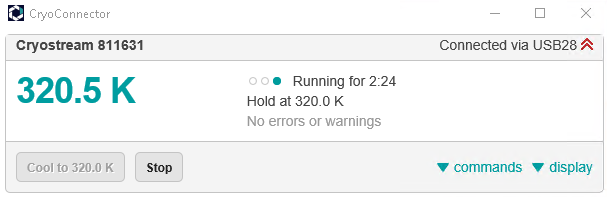 CryoConnector
Cryostream 811631 Connected via USB28
320.5 K
Running for 2:24
Hold at 320.0 K
No errors or warnings
Cool to 320.0 K Stop commands display